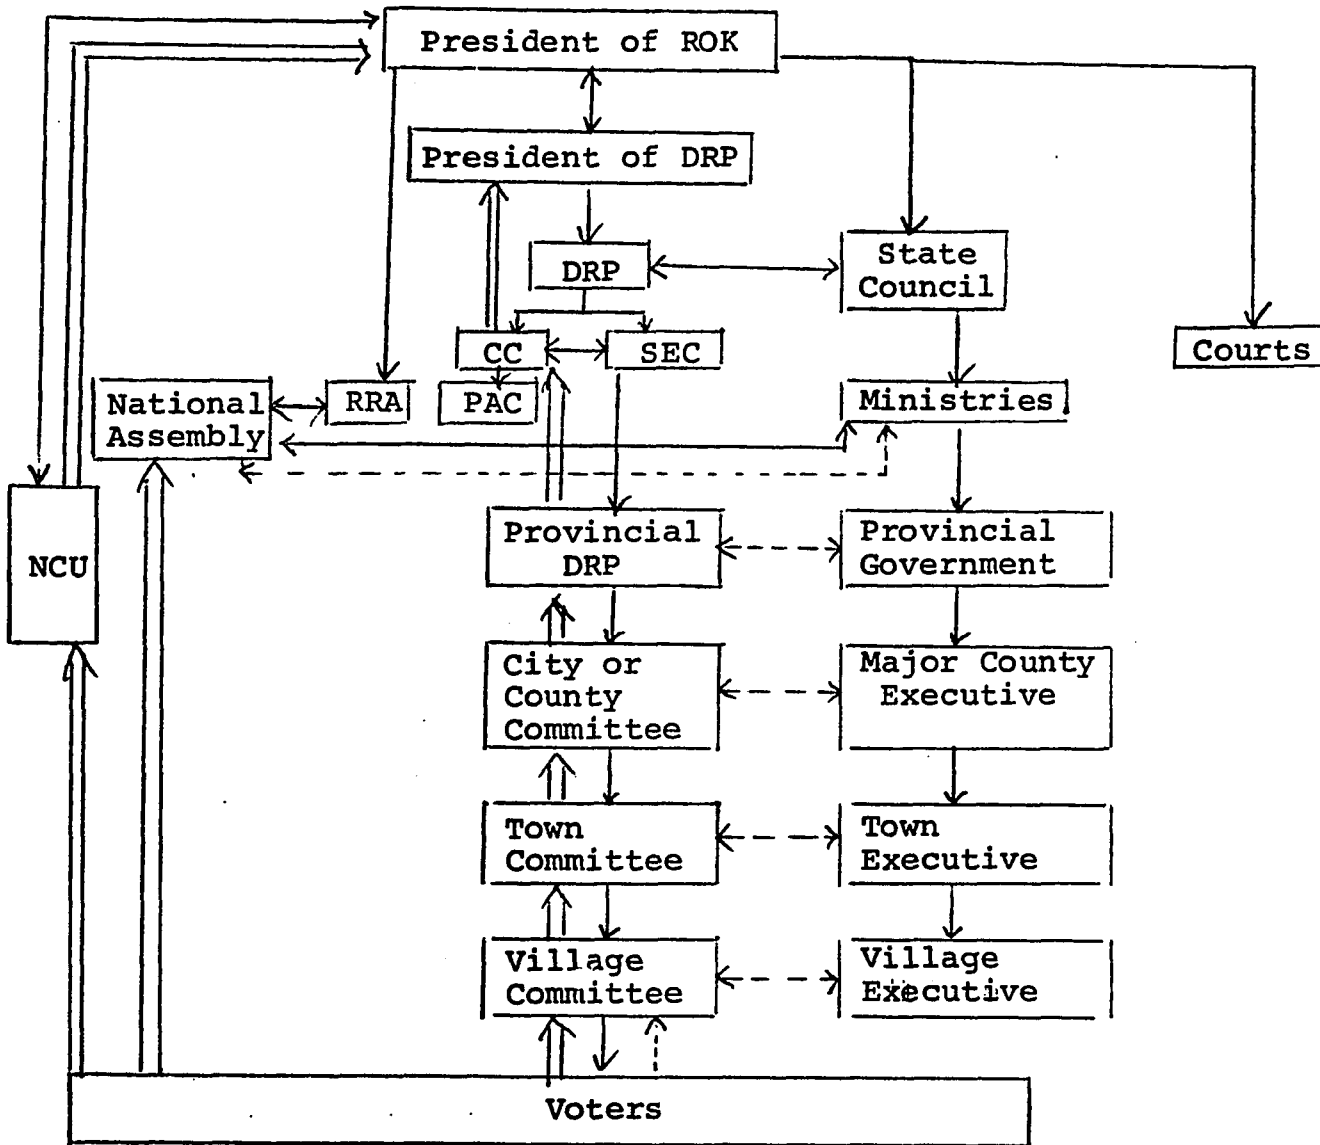 President of ROK
President of DRP
DRP
State
Council
CC
SEC
Courts
National
Assembly
RRA
PAC
Ministries
NCU
Provincial
DRP
Provincial
Government
City or
County
Committee
Major County
Executive
Town
Committee
Town
Executive
Village
Committee
Village
Executive
Voters